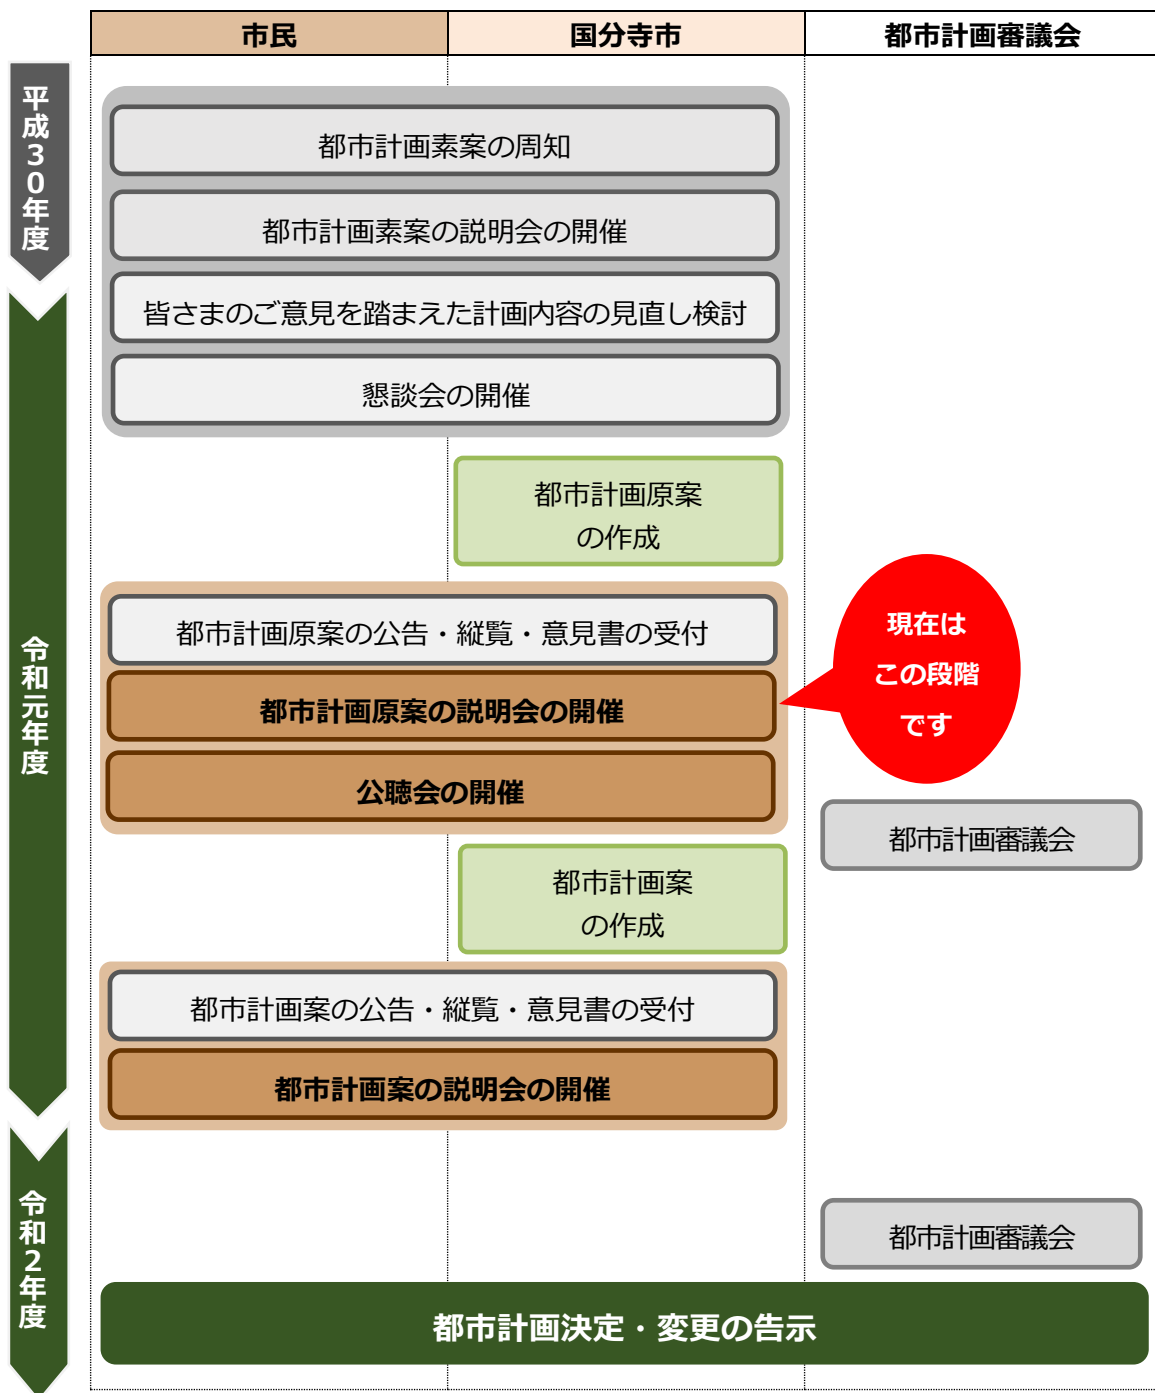 市民
国分寺市
都市計画審議会
平成30年度
都市計画素案の周知
都市計画素案の説明会の開催
皆さまのご意見を踏まえた計画内容の見直し検討
懇談会の開催
都市計画原案
の作成
令和元年度
都市計画原案の公告・縦覧・意見書の受付
都市計画原案の説明会の開催
公聴会の開催
現在は
この段階
です
都市計画審議会
都市計画案
の作成
都市計画案の公告・縦覧・意見書の受付
都市計画案の説明会の開催
令和2年度
都市計画審議会
都市計画決定・変更の告示